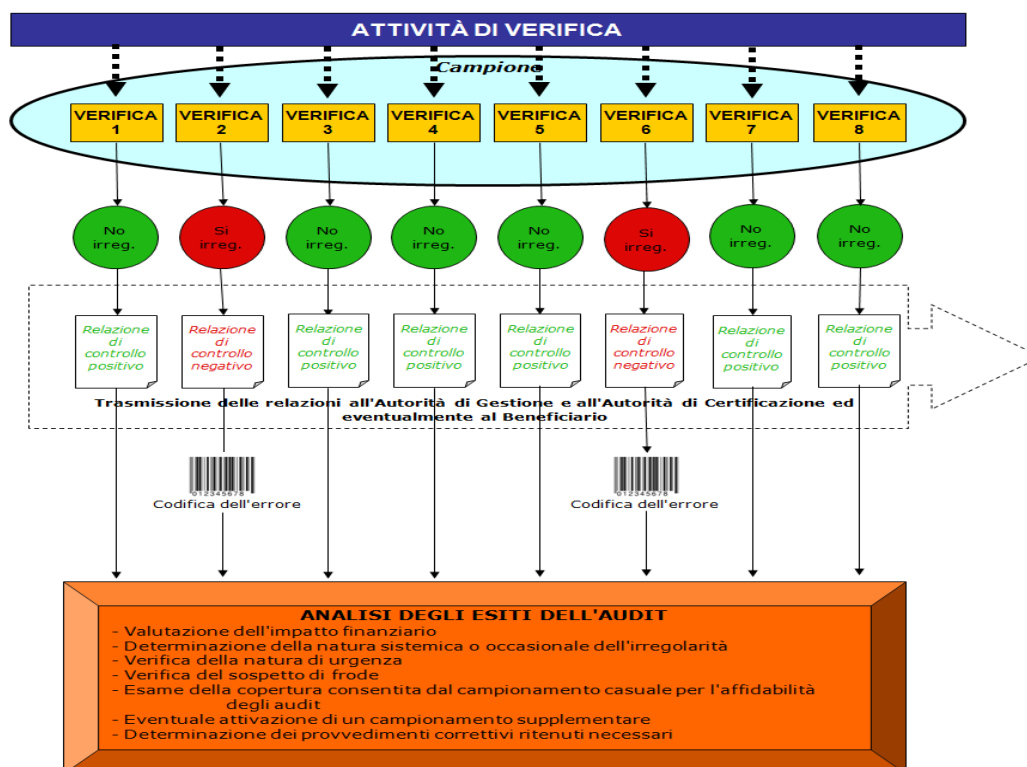 ATTIVITÀ DI VERIFICA
Campione
VERIFICA
1
VERIFICA
2
VERIFICA
3
VERIFICA
4
VERIFICA
5
VERIFICA
6
VERIFICA
7
VERIFICA
8
No
irreg.
Si
irreg.
No
irreg.
No
irreg.
No
irreg.
Si
irreg.
No
irreg.
No
irreg.
Relazione
di
controllo
positivo
Relazione
di
controllo
negativo
Relazione
di
controllo
positivo
Relazione
di
controllo
positivo
Relazione
di
controllo
positivo
Relazione
di
controllo
negativo
Relazione
di
controllo
positivo
Relazione
di
controllo
positivo
Trasmissione delle relazioni all'Autorità di Gestione e all'Autorità di Certificazione ed
eventualmente al Beneficiario
012345678
Codifica dell'errore
012345678
Codifica dell'errore
ANALISI DEGLI ESITI DELL'AUDIT
- Valutazione dell'impatto finanziario
- Determinazione della natura sistemica o occasionale dell'irregolarità
- Verifica della natura di urgenza
- Verifica del sospetto di frode
- Esame della copertura consentita dal campionamento casuale per l'affidabilità
degli audit
- Eventuale attivazione di un campionamento supplementare
- Determinazione dei provvedimenti correttivi ritenuti necessari